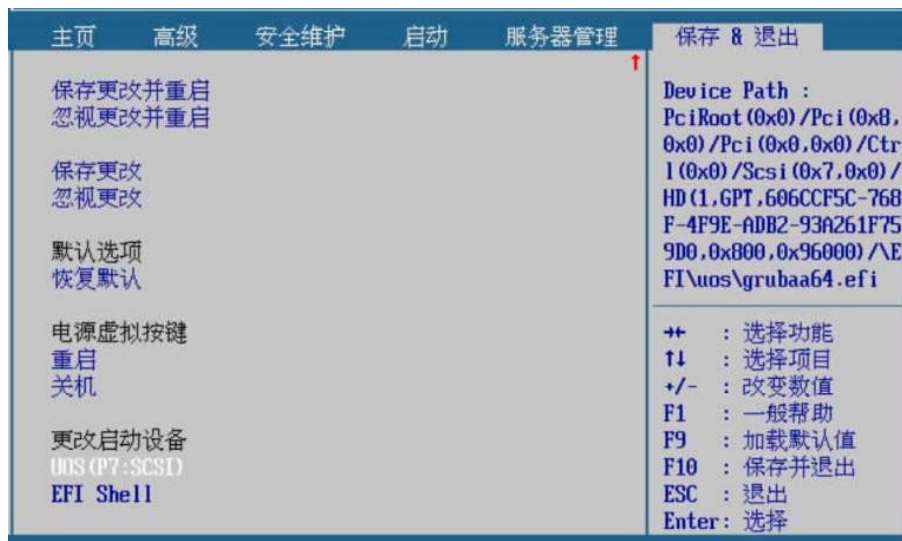 主页 高级 安全维护 启动 服务器管理 保存 & 退出
保存更改并重启
忽视更改并重启
保存更改
忽视更改
默认选项
恢复默认
电源虚拟按键
重启
关机
更改启动设备
UOS(P7:SCSI)
EFI Shell
Device Path :
PciRoot(0x0)/Pci(0x8,
0x0)/Pci(0x0,0x0)/Ctr
l(0x0)/Scsi(0x7,0x0)/
HD(1,GPT,606CCF5C-768
F-4F9E-ADB2-93A261F75
9D0,0x800,0x96000)/\E
FI\uos\grubaa64.efi
→← : 选择功能
↑↓ : 选择项目
+/- : 改变数值
F1 : 一般帮助
F9 : 加载默认值
F10 : 保存并退出
ESC : 退出
Enter: 选择